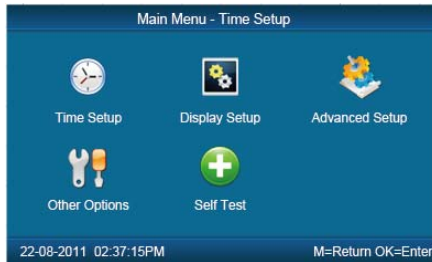 Main Menu - Time Setup
Time Setup Display Setup Advanced Setup
Other Options Self Test
22-08-2011 02:37:15PM M=Return OK=Enter